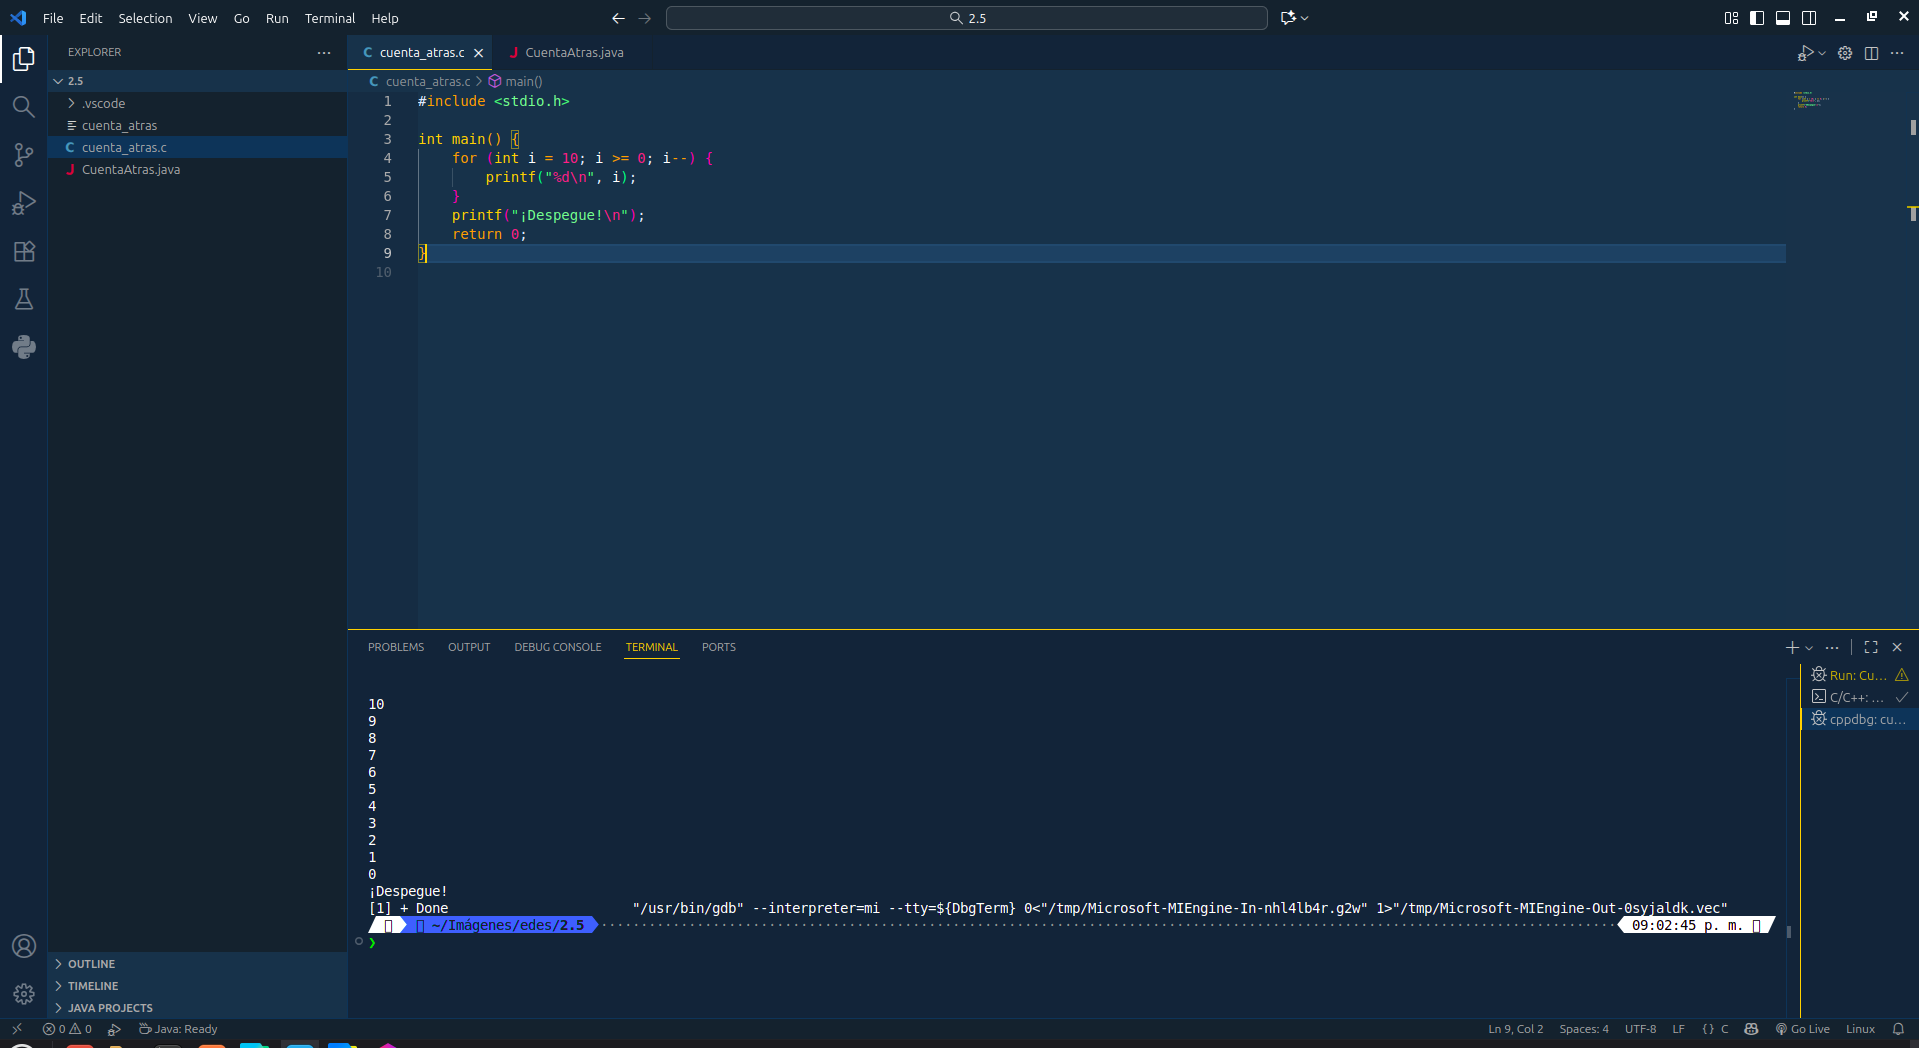 File Edit Selection View Go Run Terminal Help
2.5
EXPLORER
2.5
.vscode
cuenta_atras
C cuenta_atras.c
J CuentaAtras.java
OUTLINE
TIMELINE
JAVA PROJECTS
C cuenta_atras.c J CuentaAtras.java
C cuenta_atras.c > main()
1 #include <stdio.h>
2
3 int main() {
4 for (int i = 10; i >= 0; i--) {
5 printf("%d\n", i);
6 }
7 printf("¡Despegue!\n");
8 return 0;
9 }
10
PROBLEMS OUTPUT DEBUG CONSOLE TERMINAL PORTS
10
9
8
7
6
5
4
3
2
1
0
¡Despegue!
[1] + Done "/usr/bin/gdb" --interpreter=mi --tty=${DbgTerm} 0<"/tmp/Microsoft-MIEngine-In-nhl4lb4r.g2w" 1>"/tmp/Microsoft-MIEngine-Out-0syjaldk.vec"
~/Imágenes/edes/2.5 09:02:45 p. m.
❯
Run: Cu...
C/C++: ...
cppdbg: cu...
0 0 Java: Ready Ln 9, Col 2 Spaces: 4 UTF-8 LF {} C Go Live Linux